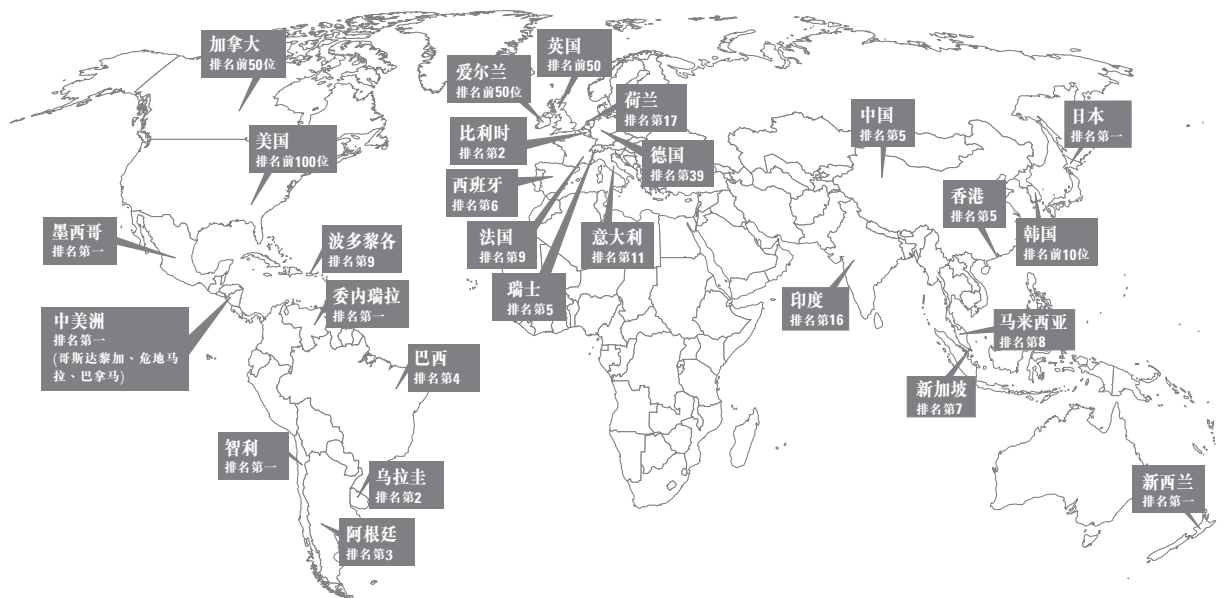 加拿大
排名前50位
美国
排名前100位
墨西哥
排名第一
波多黎各
排名第9
委内瑞拉
排名第一
中美洲
排名第一
(哥斯达黎加、危地马
拉、巴拿马)
巴西
排名第4
智利
排名第一
乌拉圭
排名第2
阿根廷
排名第3
英国
排名前50
爱尔兰
排名前50位
荷兰
排名第17
比利时
排名第2
德国
排名第39
西班牙
排名第6
法国
排名第9
意大利
排名第11
瑞士
排名第5
中国
排名第5
日本
排名第一
香港
排名第5
韩国
排名前10位
印度
排名第16
马来西亚
排名第8
新加坡
排名第7
新西兰
排名第一